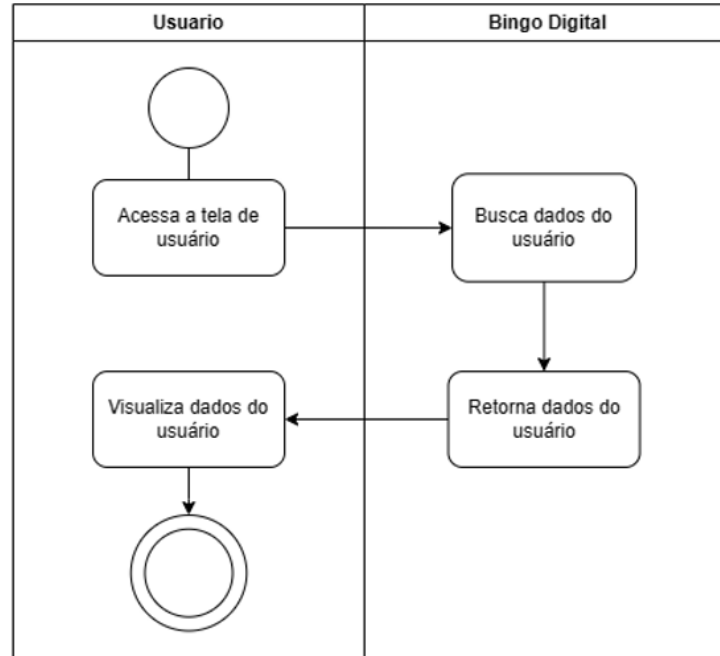 Usuario
Bingo Digital
Acessa a tela de
usuário
Busca dados do
usuário
Visualiza dados do
usuário
Retorna dados do
usuário